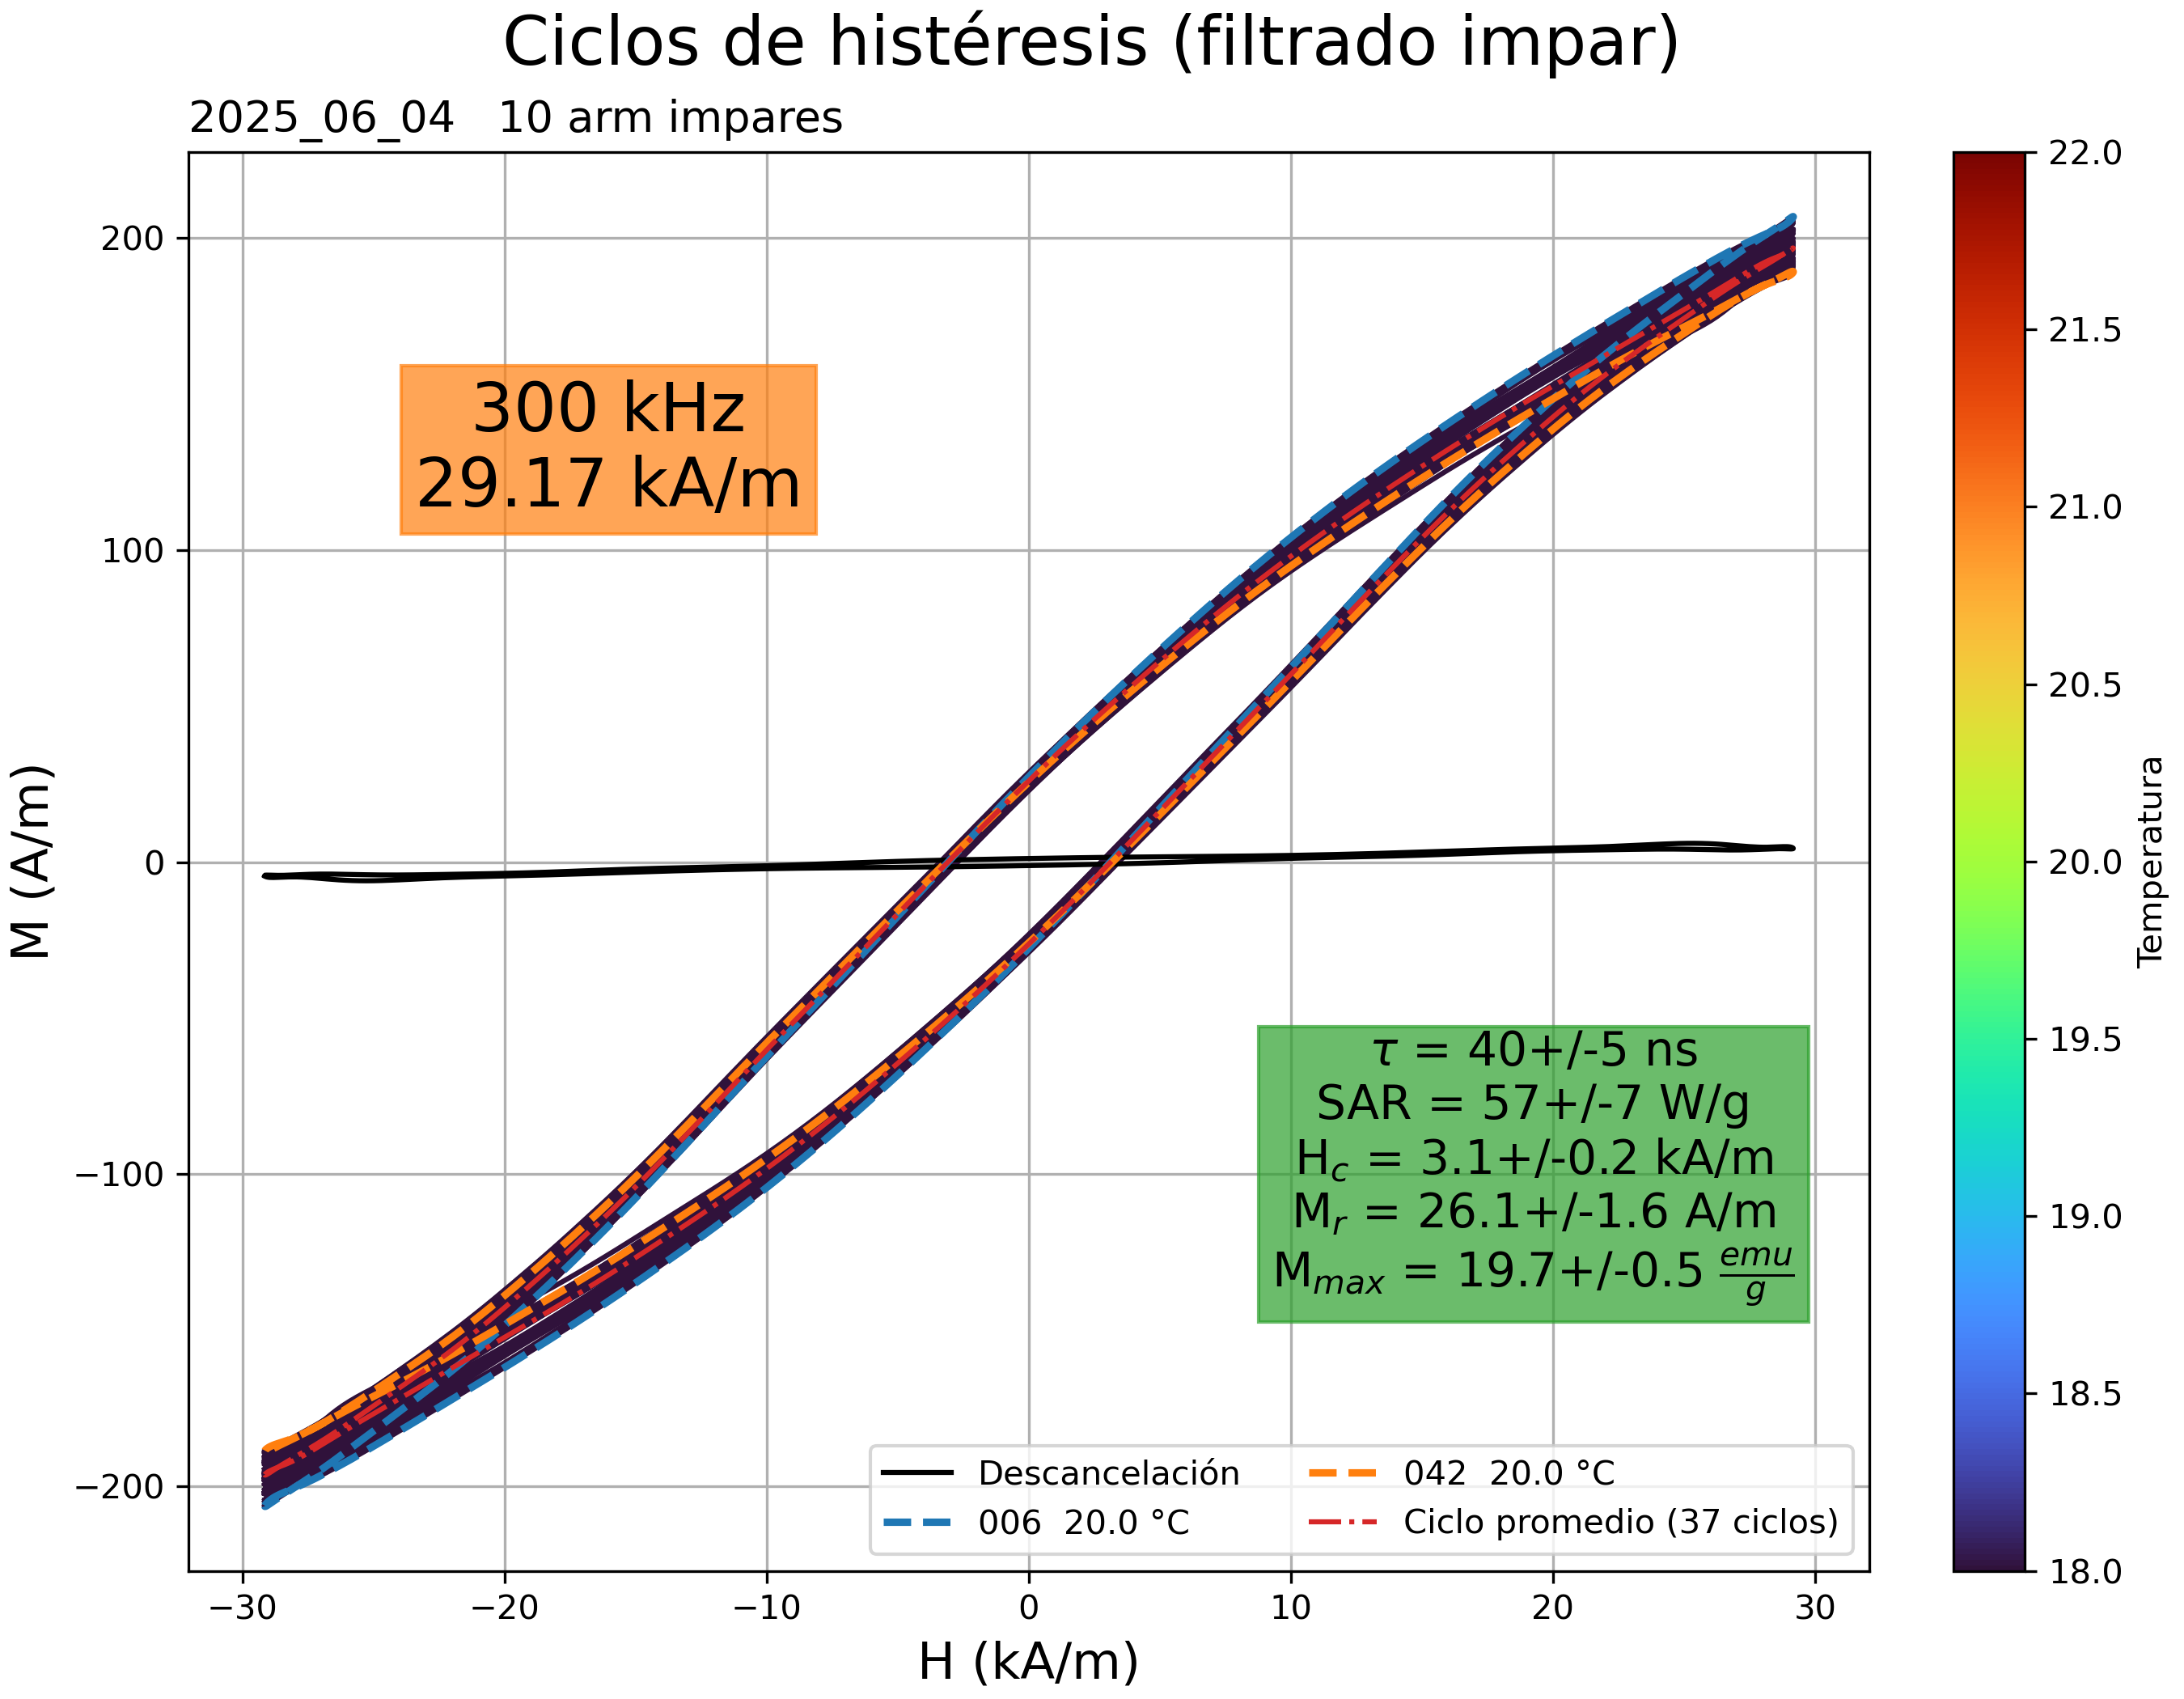 Ciclos de histéresis (filtrado impar)
2025_06_04   10 arm impares
300 kHz
29.17 kA/m
τ = 40+/-5 ns
SAR = 57+/-7 W/g
H_c = 3.1+/-0.2 kA/m
M_r = 26.1+/-1.6 A/m
M_max = 19.7+/-0.5 emu/g
Descancelación
006  20.0 °C
042  20.0 °C
Ciclo promedio (37 ciclos)
M (A/m)
200
100
0
−100
−200
−30
−20
−10
0
10
20
30
H (kA/m)
22.0
21.5
21.0
20.5
20.0
19.5
19.0
18.5
18.0
Temperatura